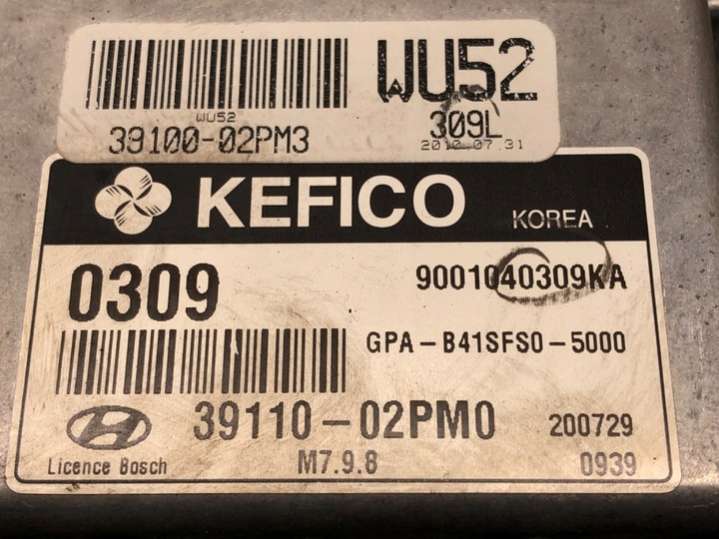 WU52
WU52
39100-02PM3
309L
2010.07.31
KEFICO KOREA
0309
9001040309KA
GPA-B41SFS0-5000
39110-02PM0 200729
Licence Bosch M7.9.8 0939